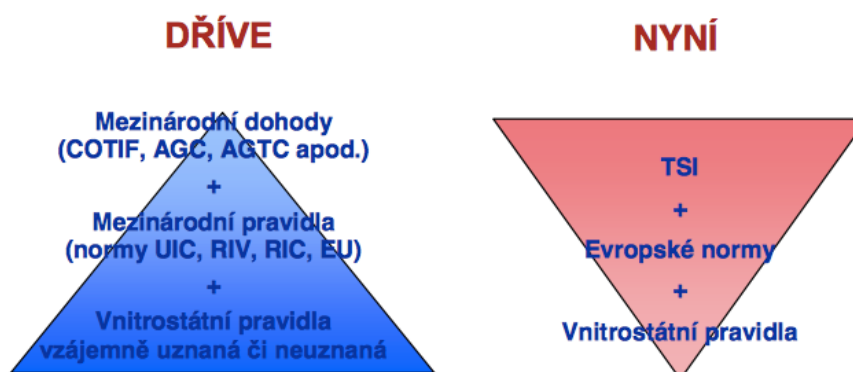 DŘÍVE
Mezinárodní dohody
(COTIF, AGC, AGTC apod.)
+
Mezinárodní pravidla
(normy UIC, RIV, RIC, EU)
+
Vnitrostátní pravidla
vzájemně uznaná či neuznaná
NYNÍ
TSI
+
Evropské normy
+
Vnitrostátní pravidla